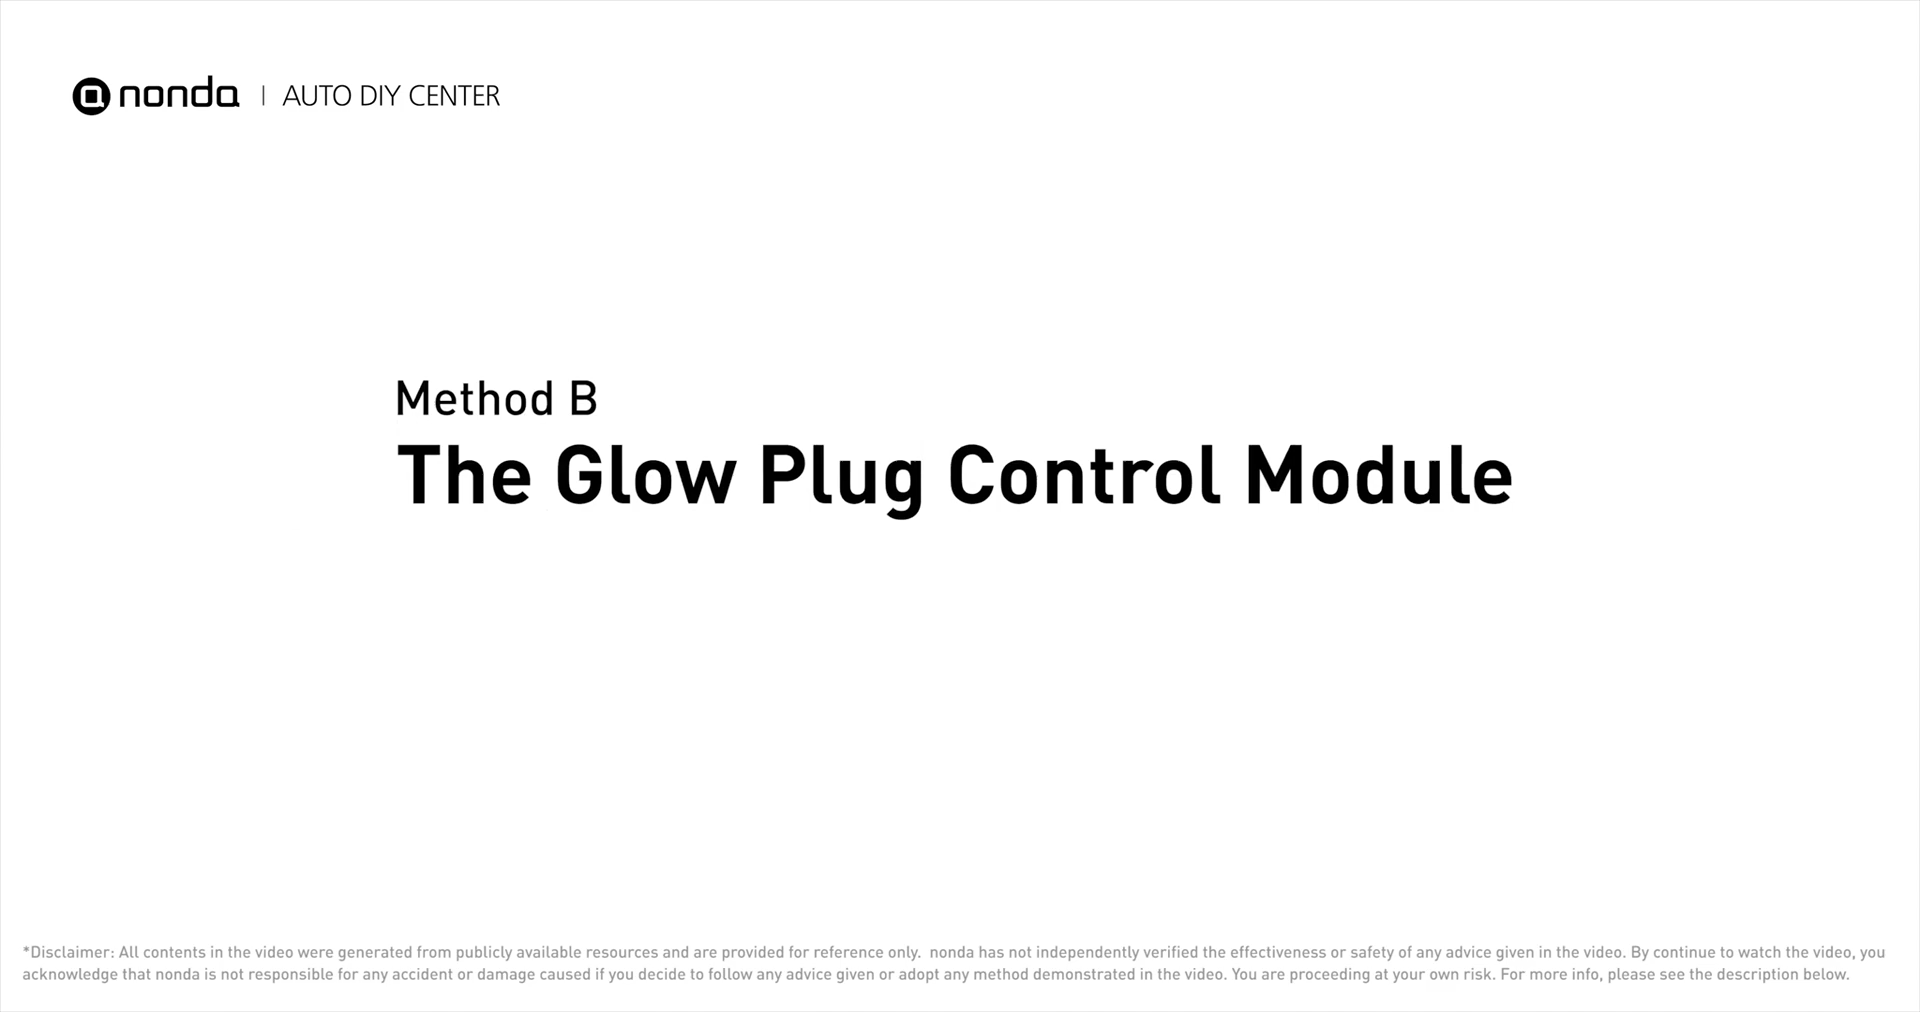 nonda | AUTO DIY CENTER
Method B
The Glow Plug Control Module
*Disclaimer: All contents in the video were generated from publicly available resources and are provided for reference only.  nonda has not independently verified the effectiveness or safety of any advice given in the video. By continue to watch the video, you
acknowledge that nonda is not responsible for any accident or damage caused if you decide to follow any advice given or adopt any method demonstrated in the video. You are proceeding at your own risk. For more info, please see the description below.